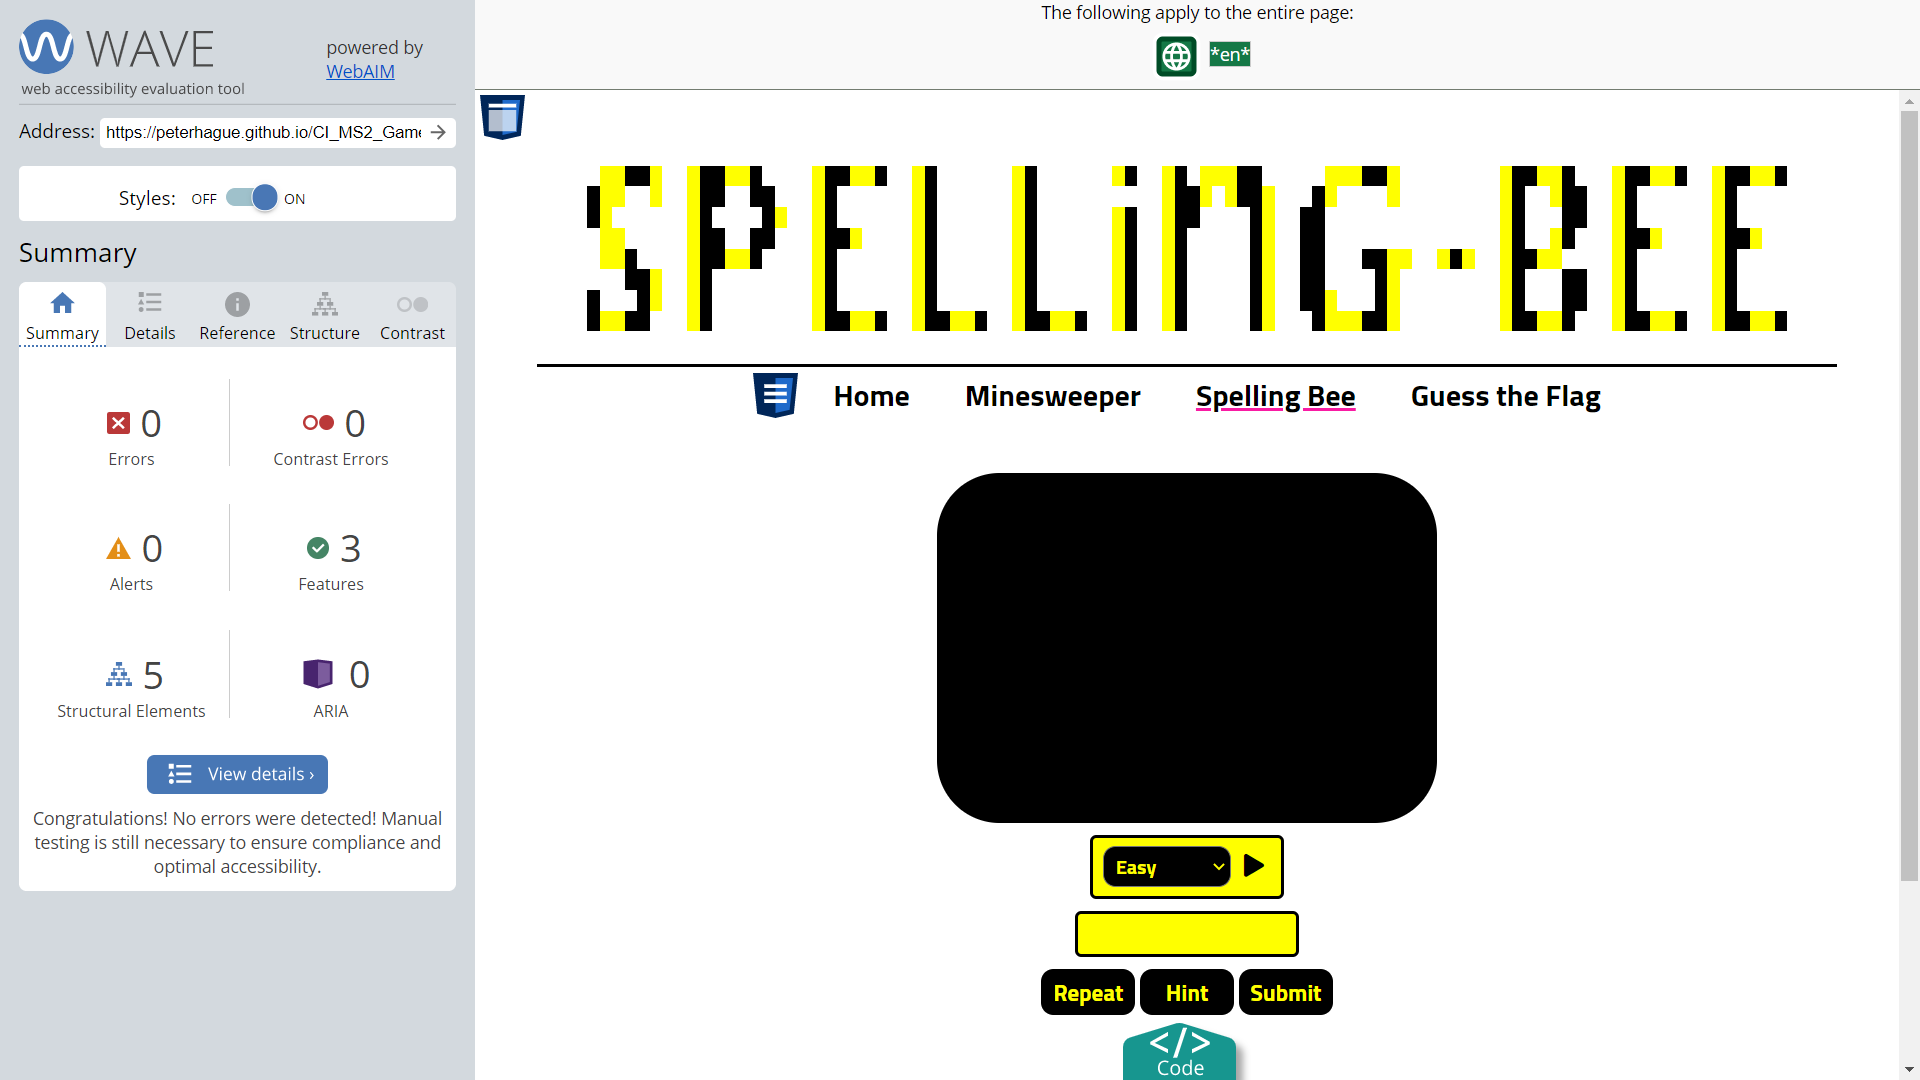 WAVE
powered by
WebAIM
web accessibility evaluation tool
Address: https://peterhague.github.io/CI_MS2_Game
Styles: OFF ON
Summary
Summary Details Reference Structure Contrast
0 Errors
0 Contrast Errors
0 Alerts
3 Features
5 Structural Elements
0 ARIA
View details ›
Congratulations! No errors were detected! Manual
testing is still necessary to ensure compliance and
optimal accessibility.
The following apply to the entire page:
*en*
SPELLiNG-BEE
Home Minesweeper Spelling Bee Guess the Flag
Easy
Repeat Hint Submit
</>
Code